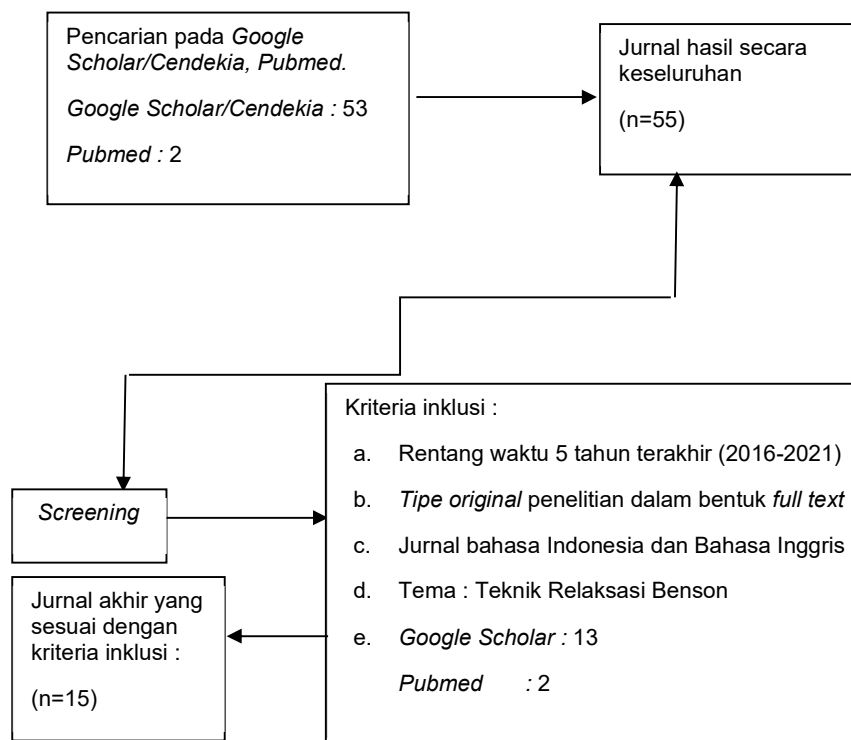 Pencarian pada Google
Scholar/Cendekia, Pubmed.
Google Scholar/Cendekia : 53
Pubmed : 2
Jurnal hasil secara
keseluruhan
(n=55)
Screening
Kriteria inklusi :
a. Rentang waktu 5 tahun terakhir (2016-2021)
b. Tipe original penelitian dalam bentuk full text
c. Jurnal bahasa Indonesia dan Bahasa Inggris
d. Tema : Teknik Relaksasi Benson
e. Google Scholar : 13
Pubmed : 2
Jurnal akhir yang
sesuai dengan
kriteria inklusi :
(n=15)